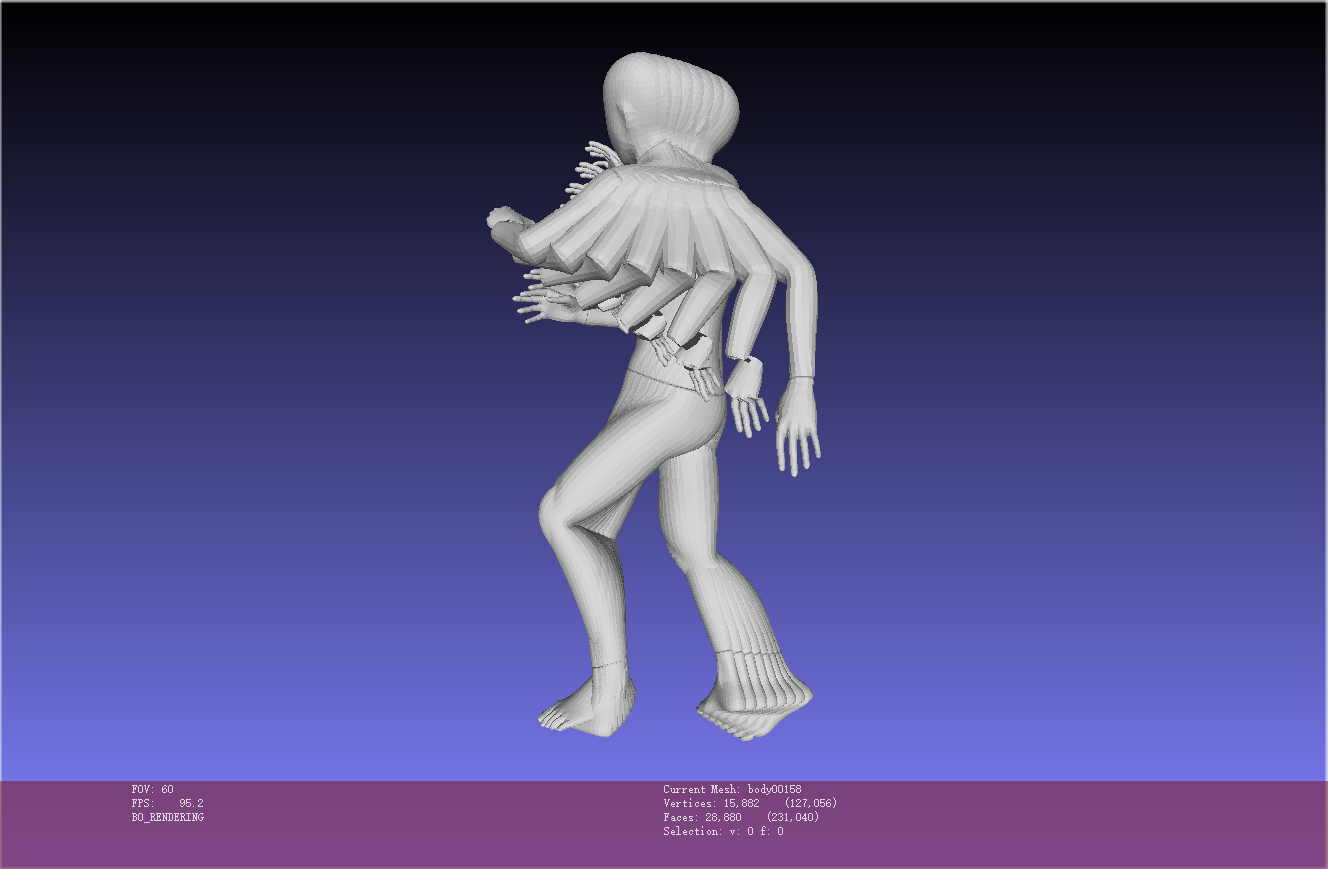 FOV: 60
FPS: 95.2
BO_RENDERING
Current Mesh: body00158
Vertices: 15,882 (127,056)
Faces: 28,880 (231,040)
Selection: v: 0 f: 0